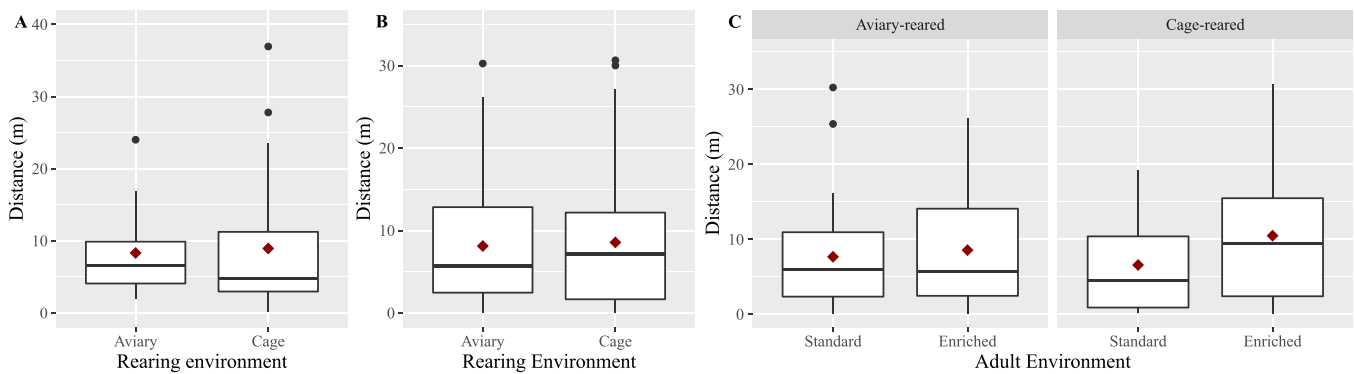 A
Distance (m)
40
30
20
10
0
Aviary Cage
Rearing environment
B
Distance (m)
30
20
10
0
Aviary Cage
Rearing Environment
C
Aviary-reared Cage-reared
Distance (m)
30
20
10
0
Standard Enriched Standard Enriched
Adult Environment